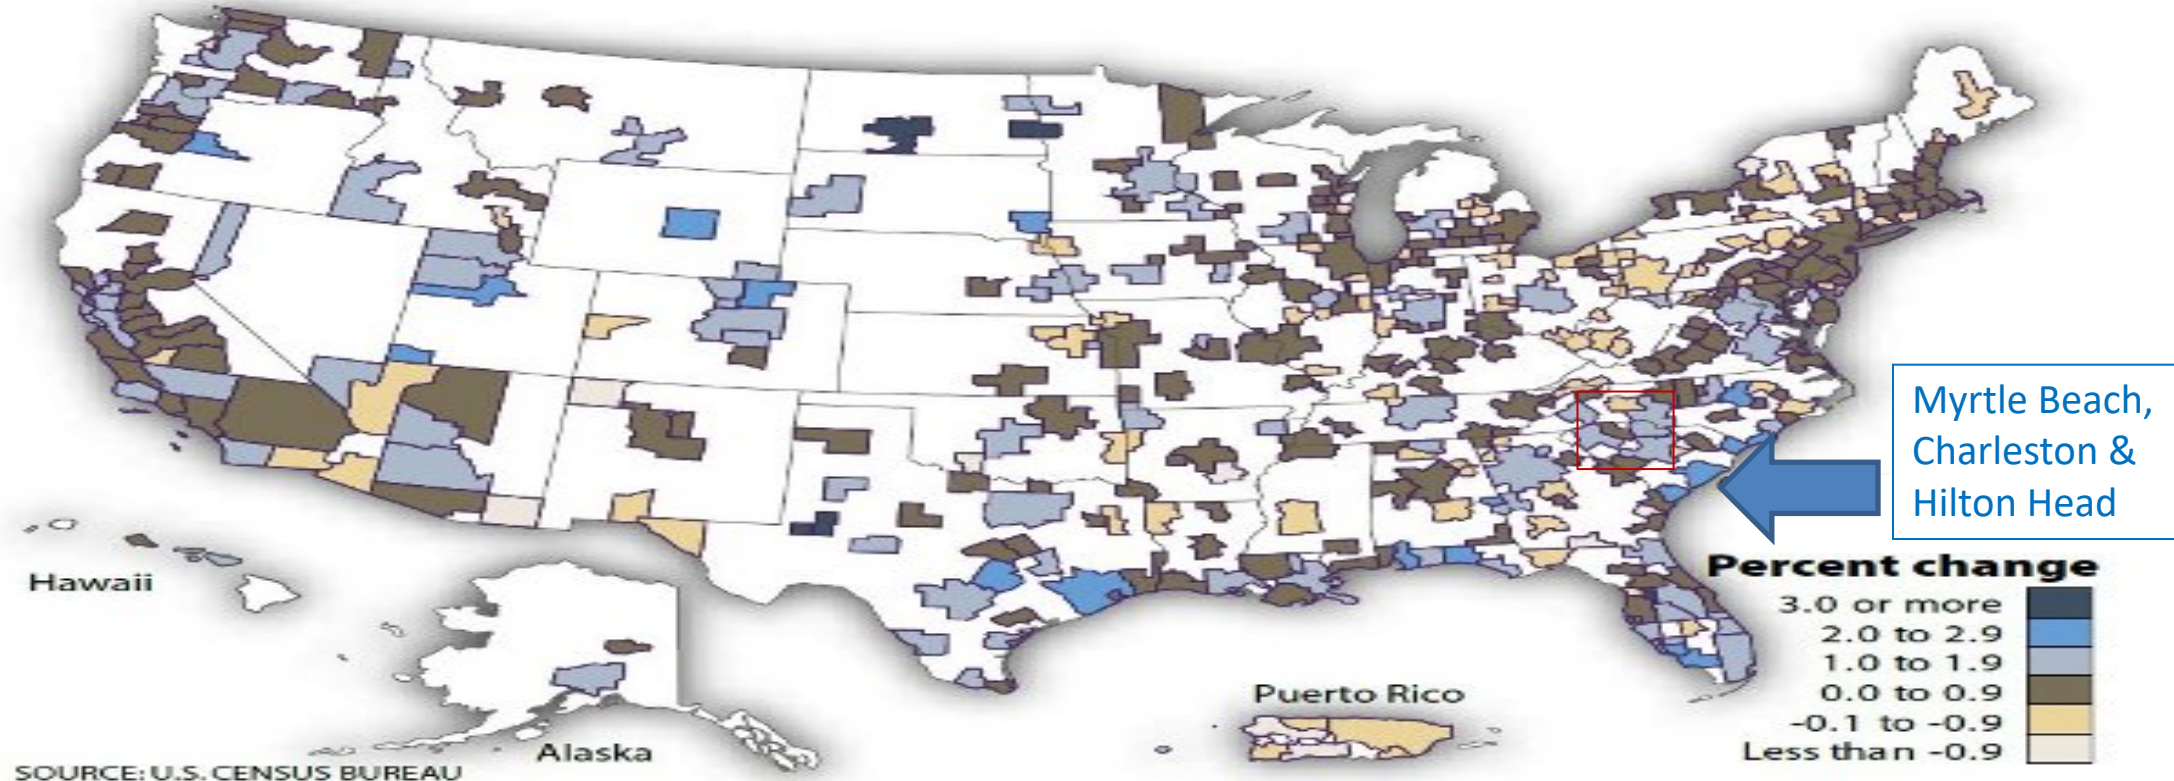 Myrtle Beach,
Charleston &
Hilton Head
Hawaii
Percent change
3.0 or more
2.0 to 2.9
1.0 to 1.9
0.0 to 0.9
-0.1 to -0.9
Less than -0.9
Puerto Rico
Alaska
SOURCE: U.S. CENSUS BUREAU